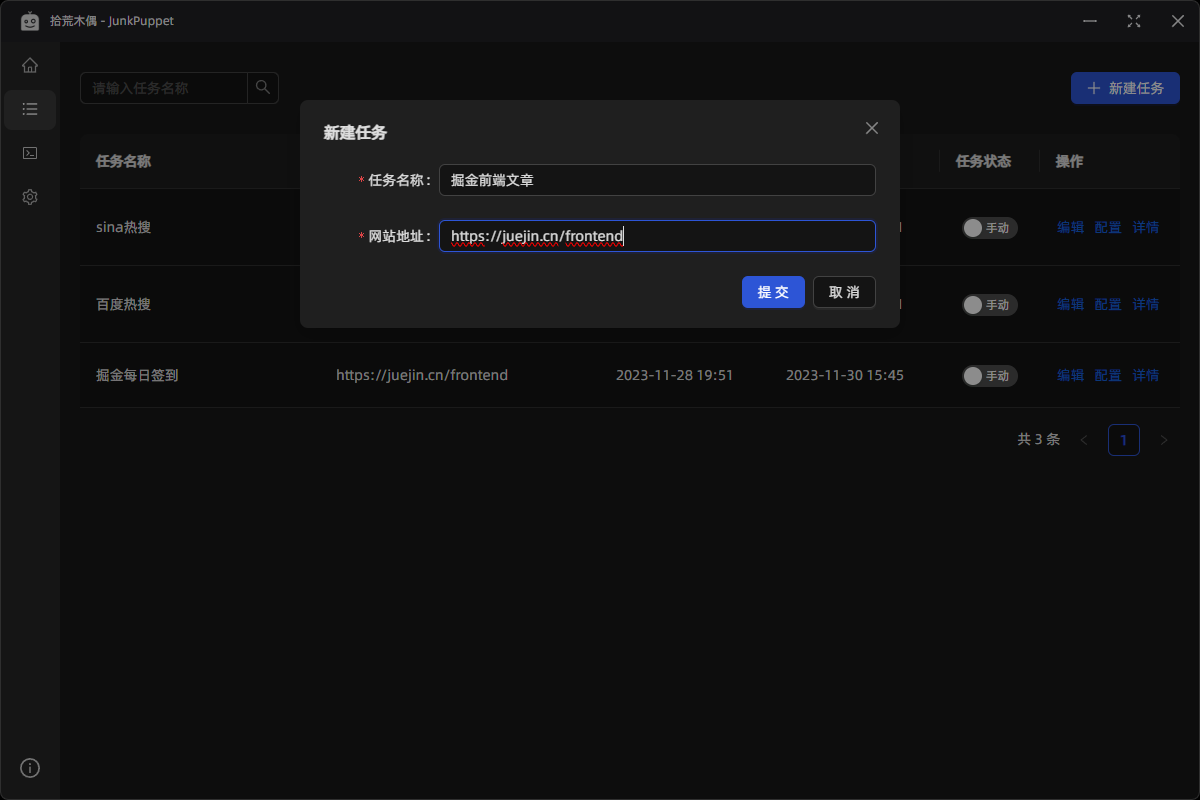 拾荒木偶 - JunkPuppet
请输入任务名称
新建任务
新建任务
任务名称
任务状态
操作
* 任务名称：
掘金前端文章
sina热搜
手动
编辑 配置 详情
* 网站地址：
https://juejin.cn/frontend
提 交
取 消
百度热搜
手动
编辑 配置 详情
掘金每日签到
https://juejin.cn/frontend
2023-11-28 19:51
2023-11-30 15:45
手动
编辑 配置 详情
共 3 条
1